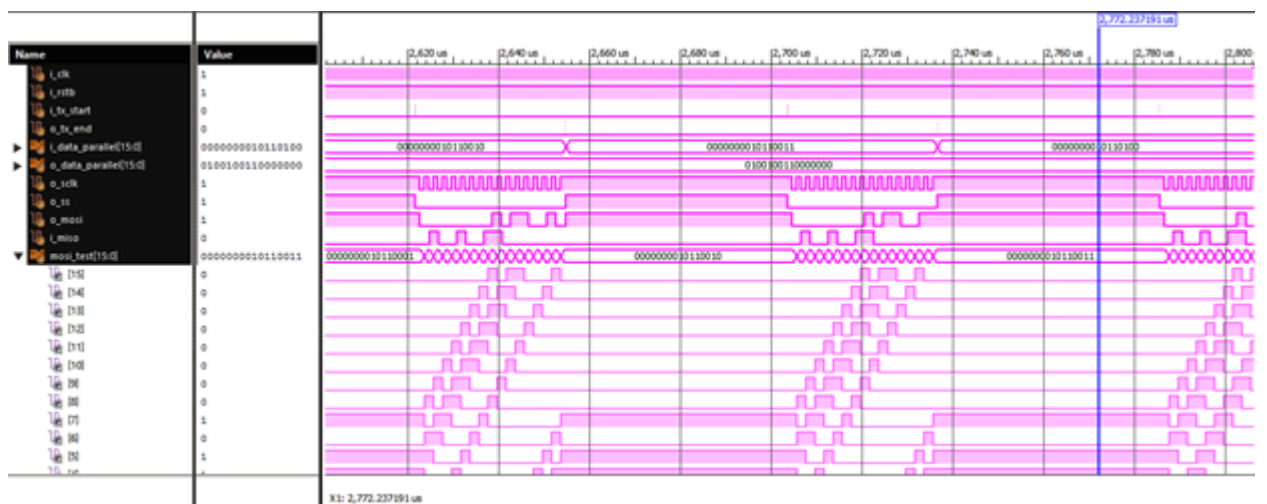 2,772.237191 us
Name Value
2,620 us 2,640 us 2,660 us 2,680 us 2,700 us 2,720 us 2,740 us 2,760 us 2,780 us 2,800
i_clk 1
i_rstb 1
i_tx_start 0
o_tx_end 0
i_data_parallel[15:0] 0000000010110100 0000000010110010 0000000010110011 0000000010110100
o_data_parallel[15:0] 0100100110000000 0100100110000000
o_sclk 1
o_ss 1
o_mosi 1
i_miso 0
mosi_test[15:0] 0000000010110011 0000000010110001 0000000010110010 0000000010110011
[15] 0
[14] 0
[13] 0
[12] 0
[11] 0
[10] 0
[9] 0
[8] 0
[7] 1
[6] 0
[5] 1
X1: 2,772.237191 us